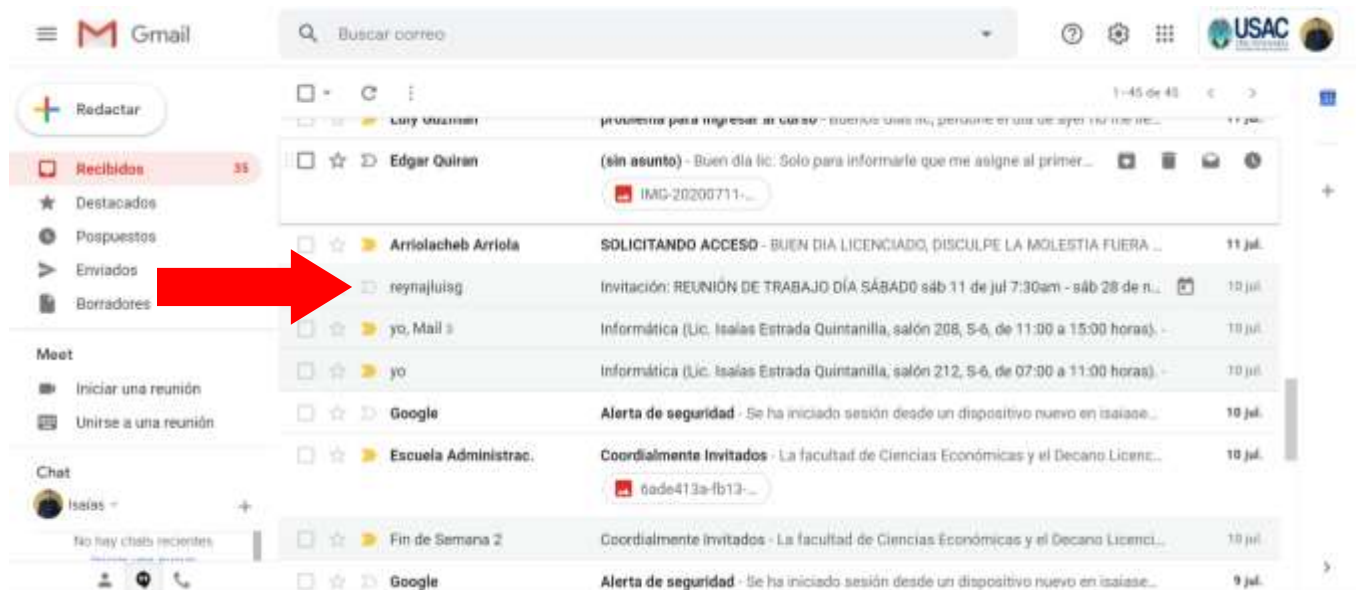 Gmail
Buscar correo
USAC
Redactar
1-45 de 45
Luly Guzman
Recibidos 35
Edgar Quiran (sin asunto) - Buen día lic. Solo para informarle que me asigne al primer...
IMG-20200711-...
Destacados
Pospuestos
Arriolacheb Arriola SOLICITANDO ACCESO - BUEN DIA LICENCIADO, DISCULPE LA MOLESTIA FUERA ... 11 jul.
Enviados
reynajluisg Invitación: REUNIÓN DE TRABAJO DÍA SÁBAD0 sáb 11 de jul 7:30am - sáb 28 de n... 10 jul.
Borradores
yo, Mail Informática (Lic. Isaías Estrada Quintanilla, salón 208, S-6, de 11:00 a 15:00 horas). - 10 jul.
Meet
yo Informática (Lic. Isaías Estrada Quintanilla, salón 212, S-6, de 07:00 a 11:00 horas). - 10 jul.
Iniciar una reunión
Google Alerta de seguridad - Se ha iniciado sesión desde un dispositivo nuevo en isaiase... 10 jul.
Unirse a una reunión
Escuela Administrac. Coordialmente Invitados - La facultad de Ciencias Económicas y el Decano Licenc... 10 jul.
Chat
6ade413a-fb13-...
Isaías
No hay chats recientes
Fin de Semana 2 Coordialmente Invitados - La facultad de Ciencias Económicas y el Decano Licenci... 10 jul.
Google Alerta de seguridad - Se ha iniciado sesión desde un dispositivo nuevo en isaiase... 9 jul.